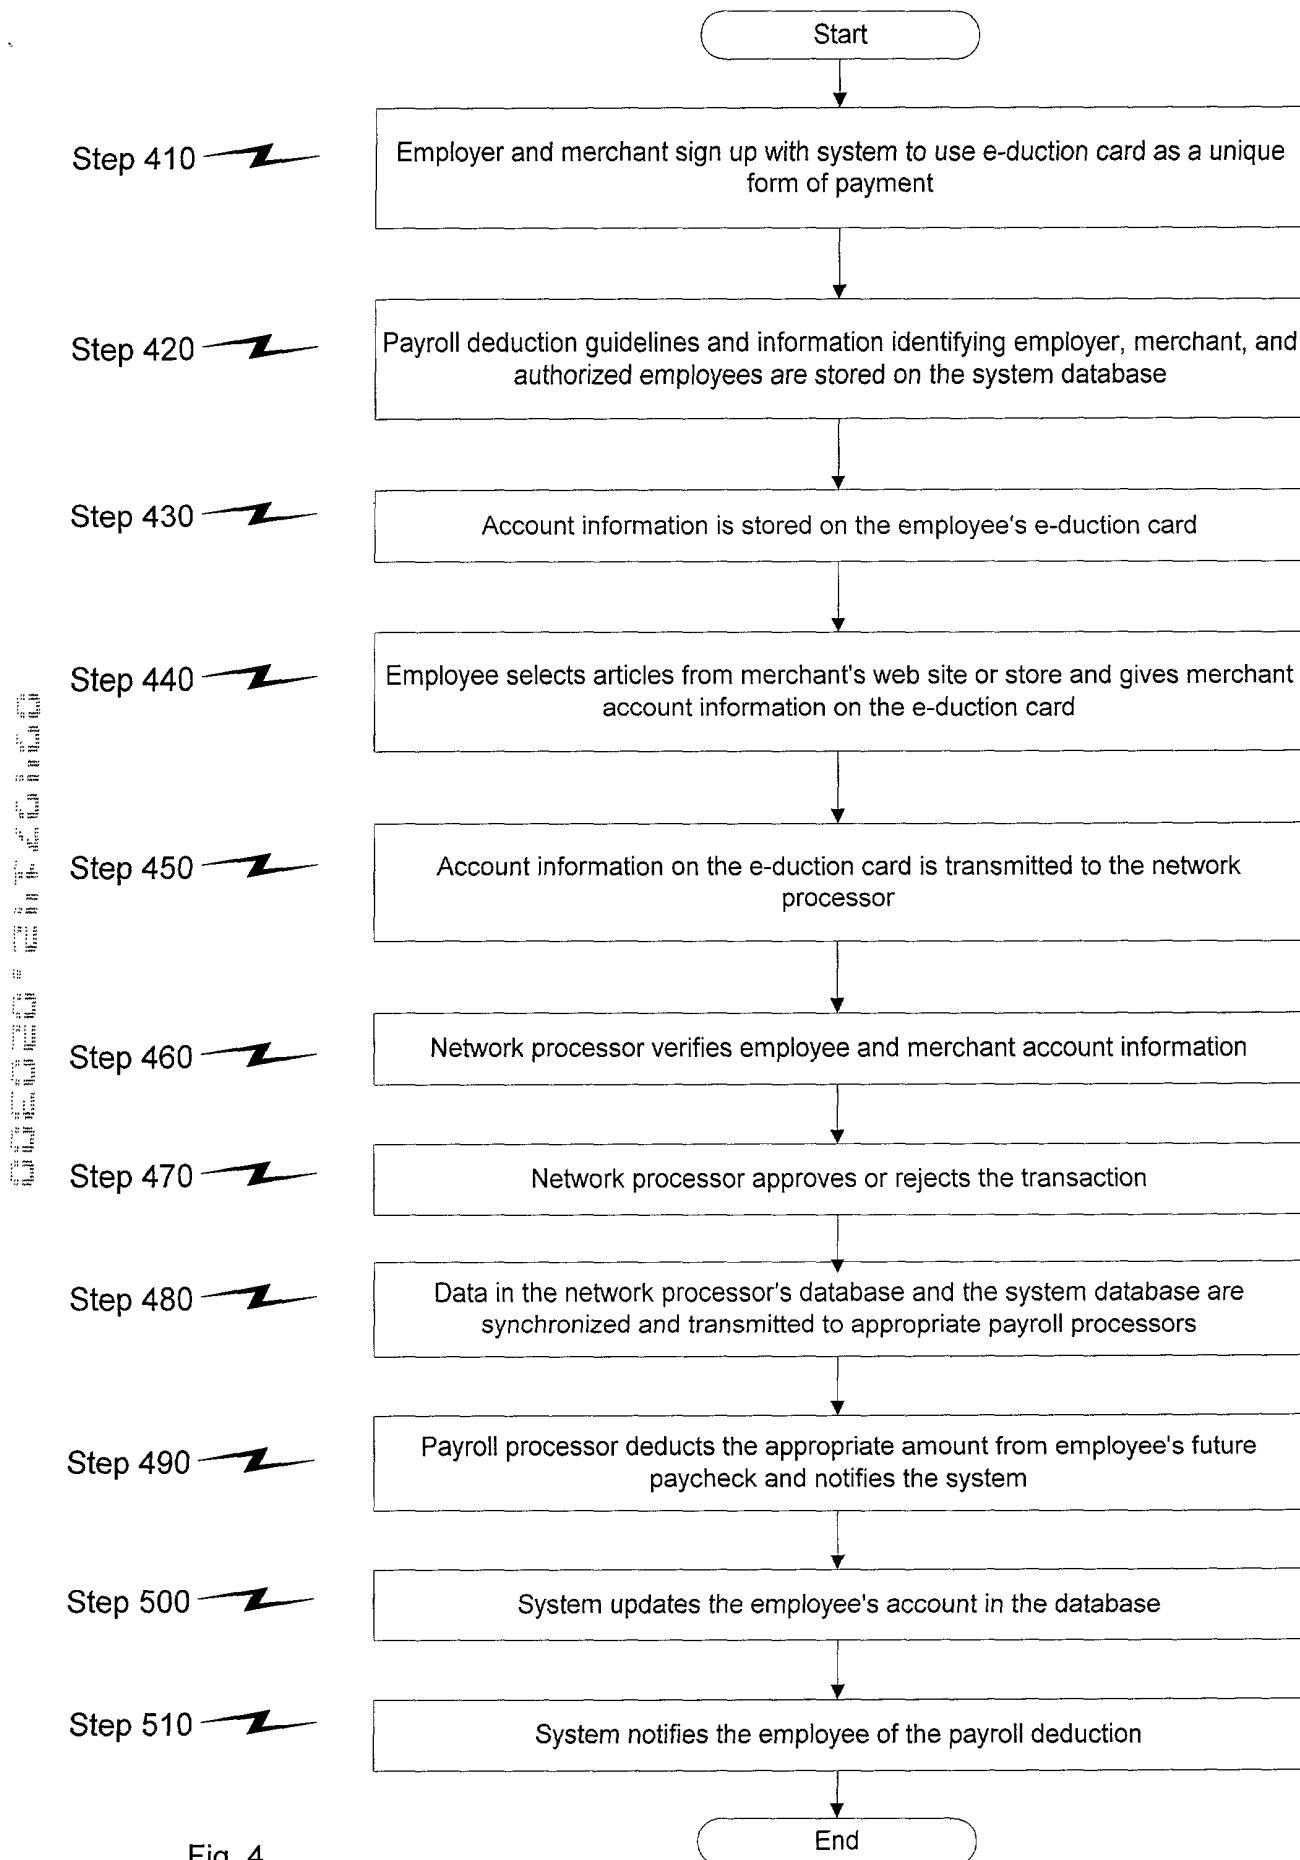 Start
Step 410
Employer and merchant sign up with system to use e-duction card as a unique
form of payment
Step 420
Payroll deduction guidelines and information identifying employer, merchant, and
authorized employees are stored on the system database
Step 430
Account information is stored on the employee's e-duction card
Step 440
Employee selects articles from merchant's web site or store and gives merchant
account information on the e-duction card
Step 450
Account information on the e-duction card is transmitted to the network
processor
Step 460
Network processor verifies employee and merchant account information
Step 470
Network processor approves or rejects the transaction
Step 480
Data in the network processor's database and the system database are
synchronized and transmitted to appropriate payroll processors
Step 490
Payroll processor deducts the appropriate amount from employee's future
paycheck and notifies the system
Step 500
System updates the employee's account in the database
Step 510
System notifies the employee of the payroll deduction
End
Fig. 4